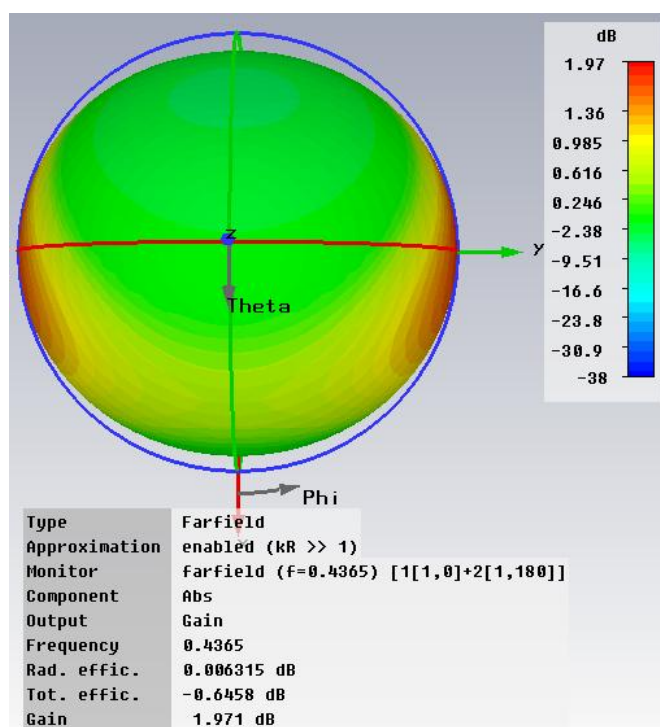 dB
1.97
1.36
0.985
0.616
0.246
-2.38
-9.51
-16.6
-23.8
-30.9
-38
z
y
Theta
Phi
Type Farfield
Approximation enabled (kR >> 1)
Monitor farfield (f=0.4365) [1[1,0]+2[1,180]]
Component Abs
Output Gain
Frequency 0.4365
Rad. effic. 0.006315 dB
Tot. effic. -0.6458 dB
Gain 1.971 dB